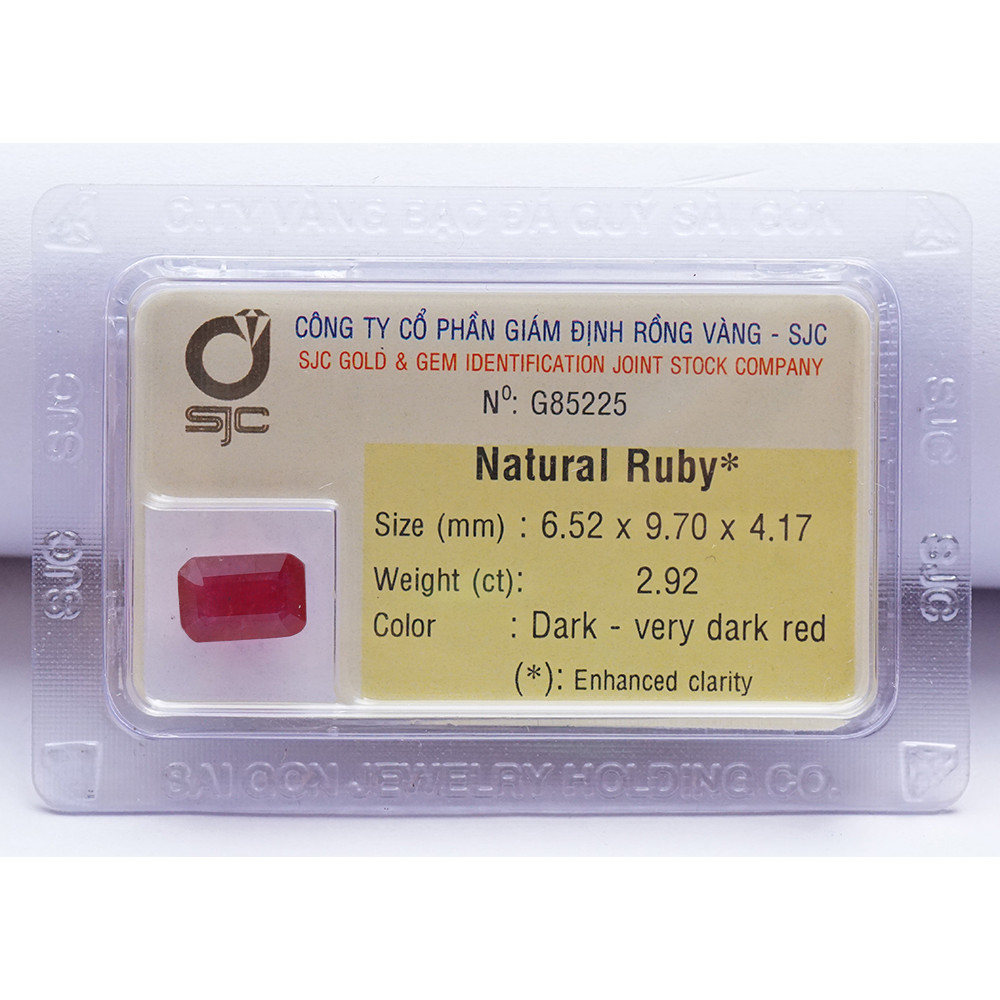 C.TY VÀNG BẠC ĐÁ QUÝ SÀI GÒN
SJC
CÔNG TY CỔ PHẦN GIÁM ĐỊNH RỒNG VÀNG - SJC
SJC GOLD & GEM IDENTIFICATION JOINT STOCK COMPANY
Nº: G85225
Natural Ruby*
Size (mm) : 6.52 x 9.70 x 4.17
Weight (ct): 2.92
Color : Dark - very dark red
(*): Enhanced clarity
SJC
SJC
SJC
SJC
SAI GON JEWELRY HOLDING CO.